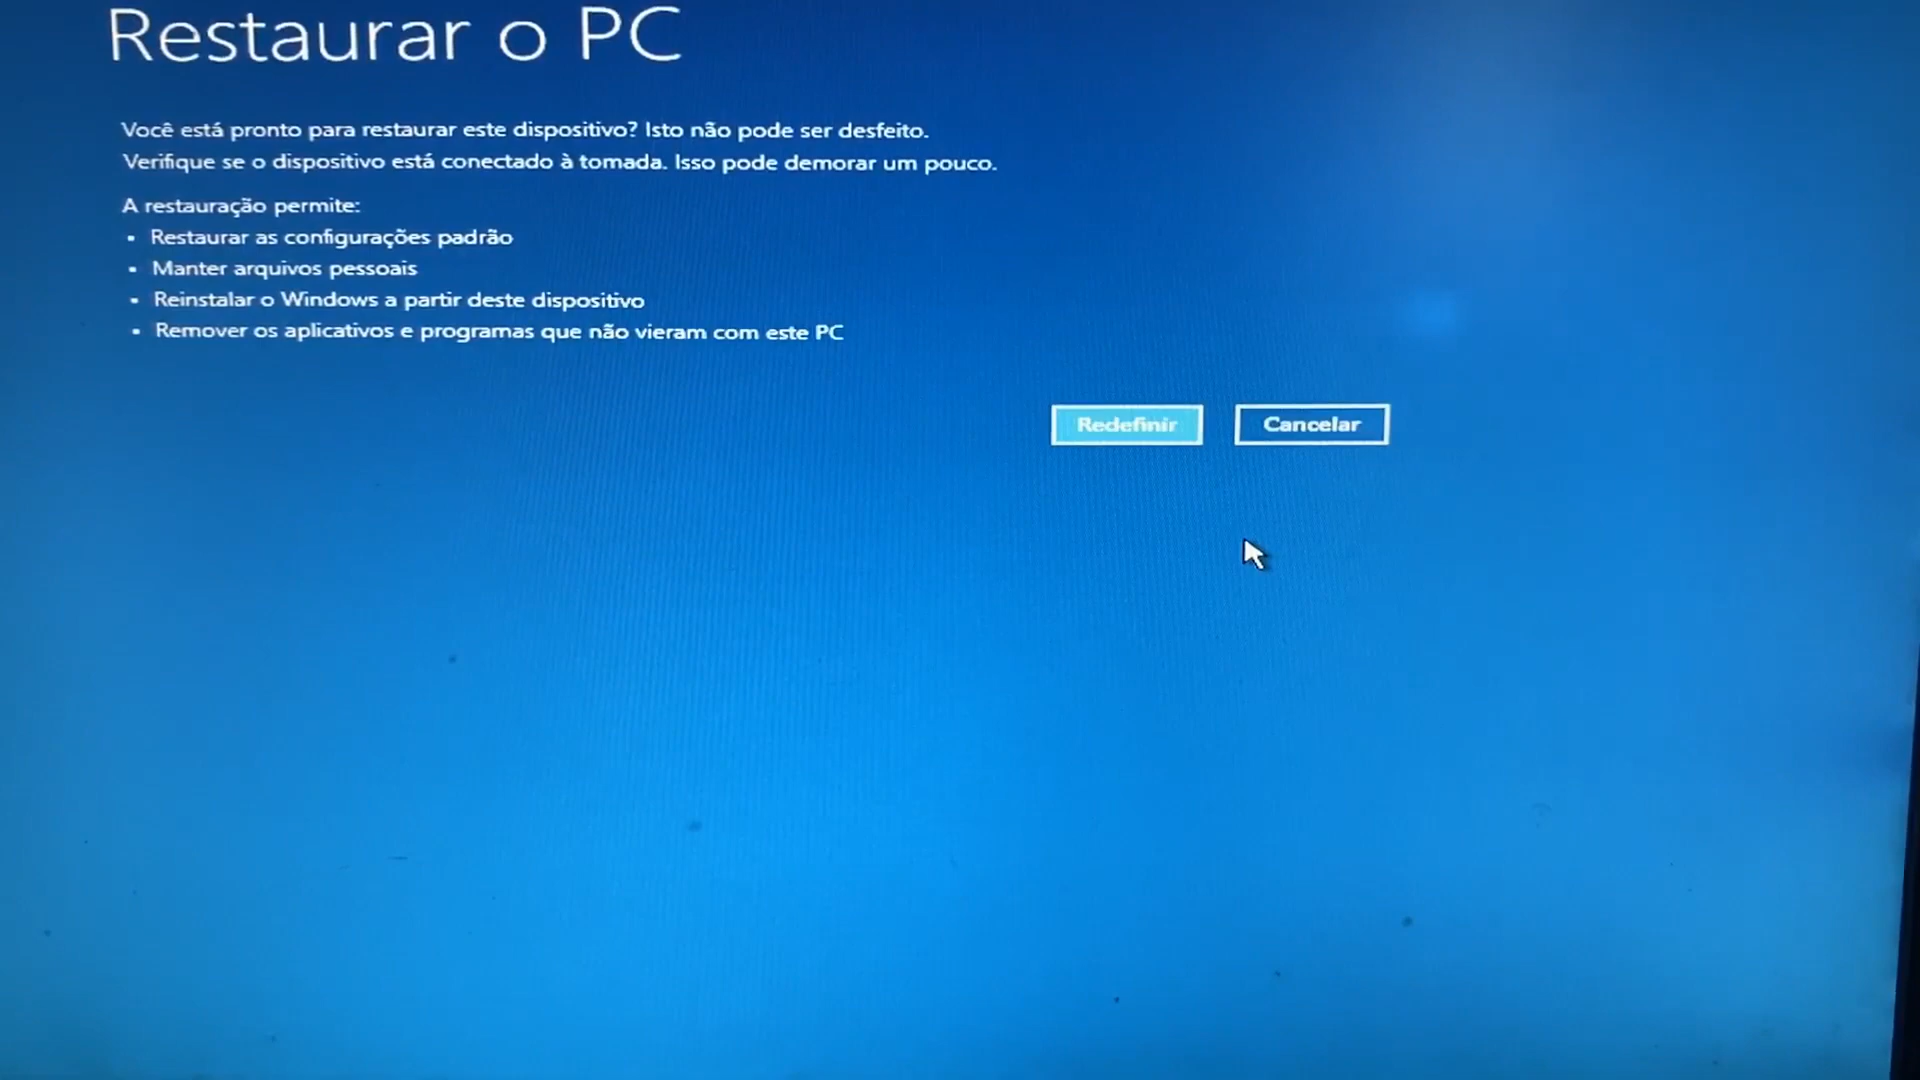 Restaurar o PC
Você está pronto para restaurar este dispositivo? Isto não pode ser desfeito.
Verifique se o dispositivo está conectado à tomada. Isso pode demorar um pouco.
A restauração permite:
• Restaurar as configurações padrão
• Manter arquivos pessoais
• Reinstalar o Windows a partir deste dispositivo
• Remover os aplicativos e programas que não vieram com este PC
Redefinir Cancelar